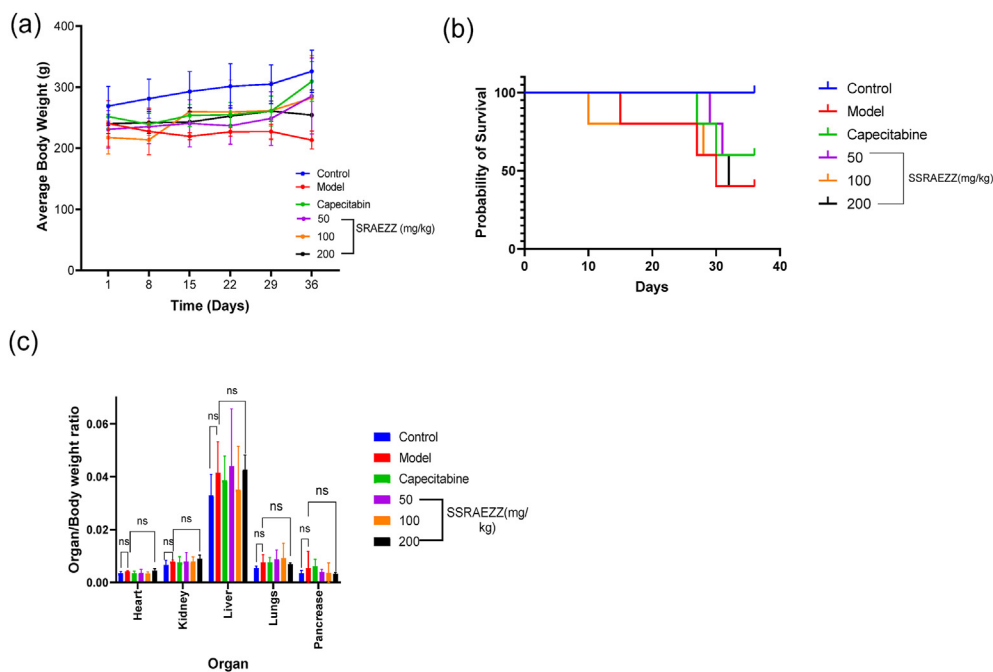 (a)
Average Body Weight (g)
400
300
200
100
0
1 8 15 22 29 36
Time (Days)
Control
Model
Capecitabin
50
100
200
SRAEZZ (mg/kg)
(b)
Probability of Survival
100
50
0
0 10 20 30 40
Days
Control
Model
Capecitabine
50
100
200
SSRAEZZ(mg/kg)
(c)
Organ/Body weight ratio
0.06
0.04
0.02
0.00
ns ns
ns ns
ns ns
ns ns
ns ns
Heart
Kidney
Liver
Lungs
Pancrease
Organ
Control
Model
Capecitabine
50
100
200
SSRAEZZ(mg/
kg)